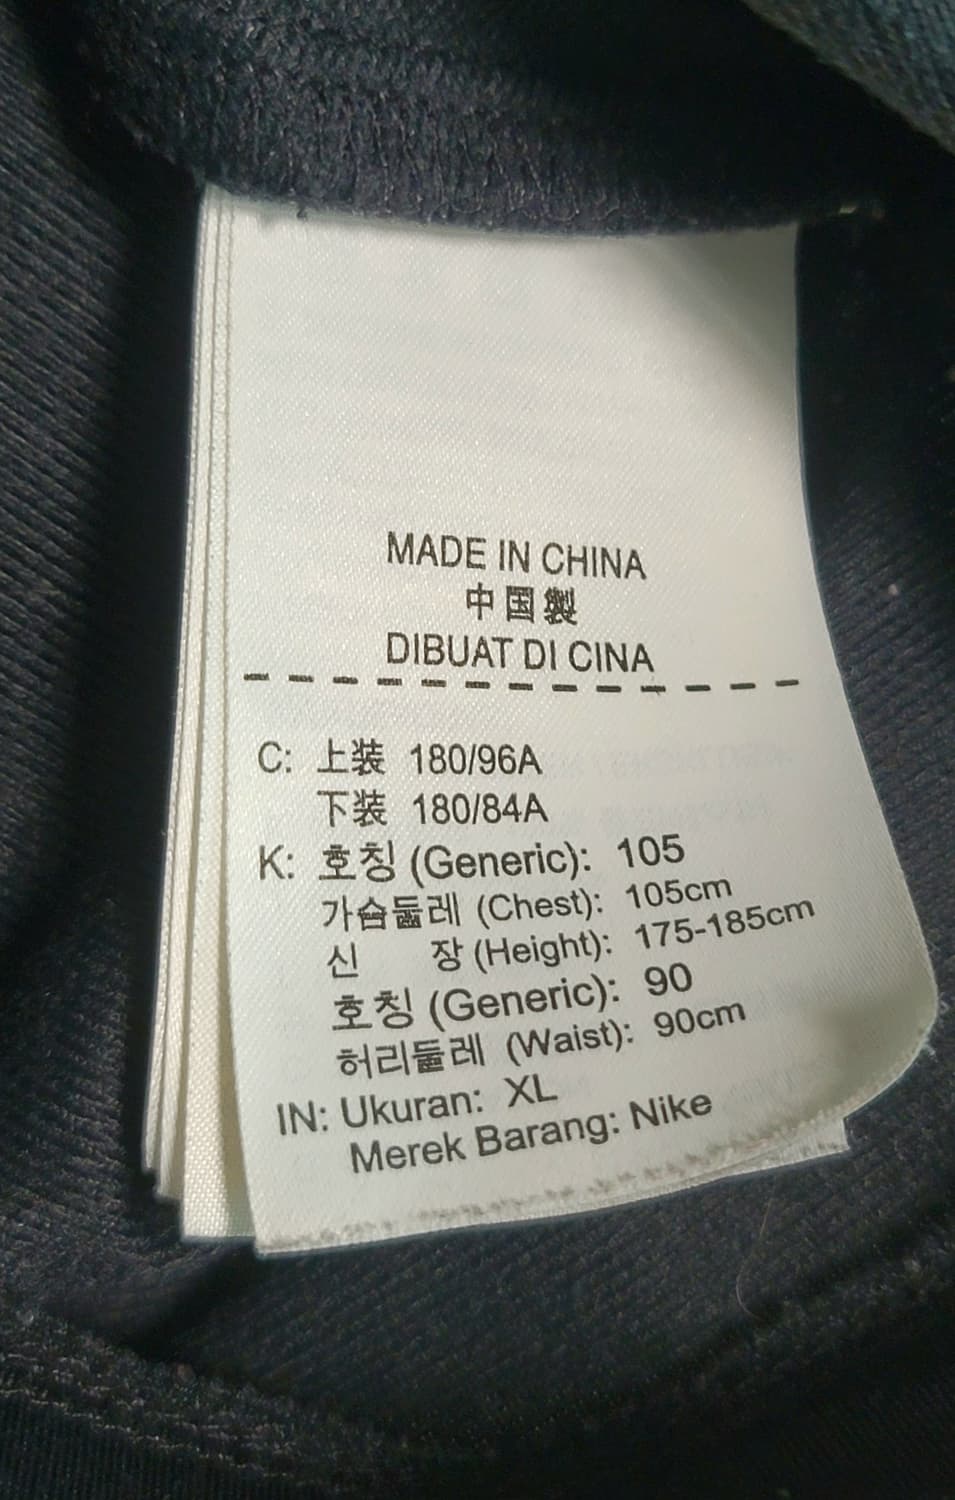 MADE IN CHINA
中国製
DIBUAT DI CINA
C: 上装 180/96A
下装 180/84A
K: 호칭 (Generic): 105
가슴둘레 (Chest): 105cm
신 장 (Height): 175-185cm
호칭 (Generic): 90
허리둘레 (Waist): 90cm
IN: Ukuran: XL
Merek Barang: Nike